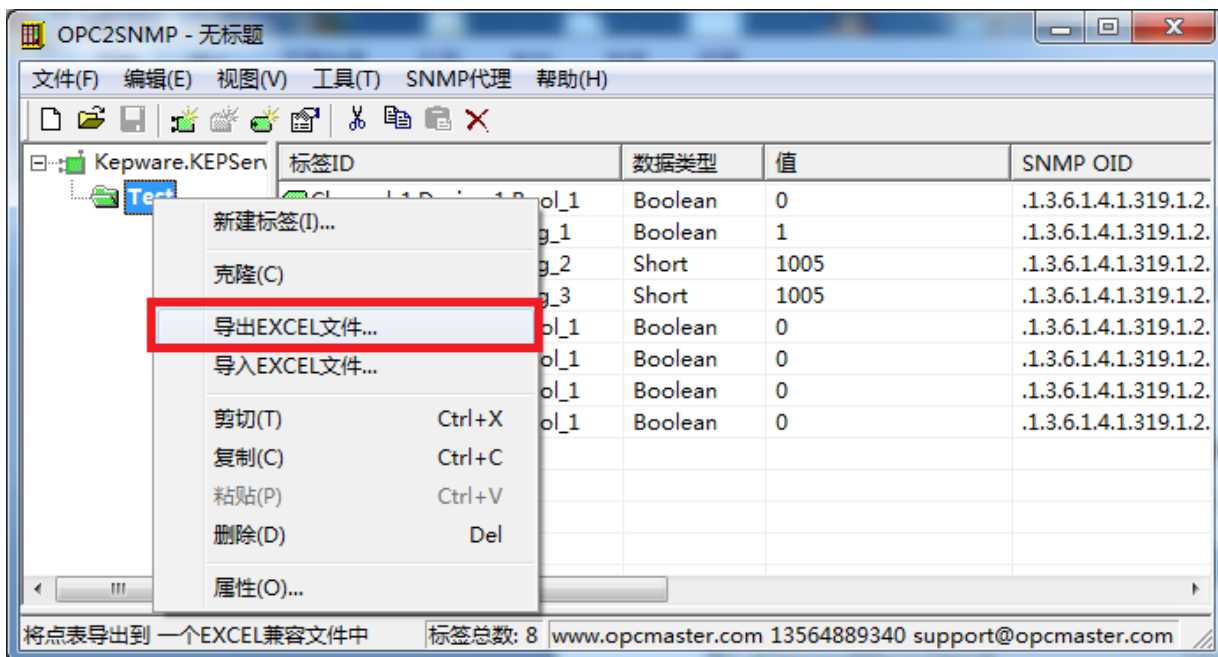 OPC2SNMP - 无标题
文件(F) 编辑(E) 视图(V) 工具(T) SNMP代理 帮助(H)
Kepware.KEPServ 标签ID 数据类型 值 SNMP OID
Test ol_1 Boolean 0 .1.3.6.1.4.1.319.1.2.
新建标签(I)... g_1 Boolean 1 .1.3.6.1.4.1.319.1.2.
克隆(C) g_2 Short 1005 .1.3.6.1.4.1.319.1.2.
g_3 Short 1005 .1.3.6.1.4.1.319.1.2.
导出EXCEL文件... ol_1 Boolean 0 .1.3.6.1.4.1.319.1.2.
导入EXCEL文件... ol_1 Boolean 0 .1.3.6.1.4.1.319.1.2.
ol_1 Boolean 0 .1.3.6.1.4.1.319.1.2.
剪切(T) Ctrl+X ol_1 Boolean 0 .1.3.6.1.4.1.319.1.2.
复制(C) Ctrl+C
粘贴(P) Ctrl+V
删除(D) Del
属性(O)...
将点表导出到 一个EXCEL兼容文件中 标签总数: 8 www.opcmaster.com 13564889340 support@opcmaster.com